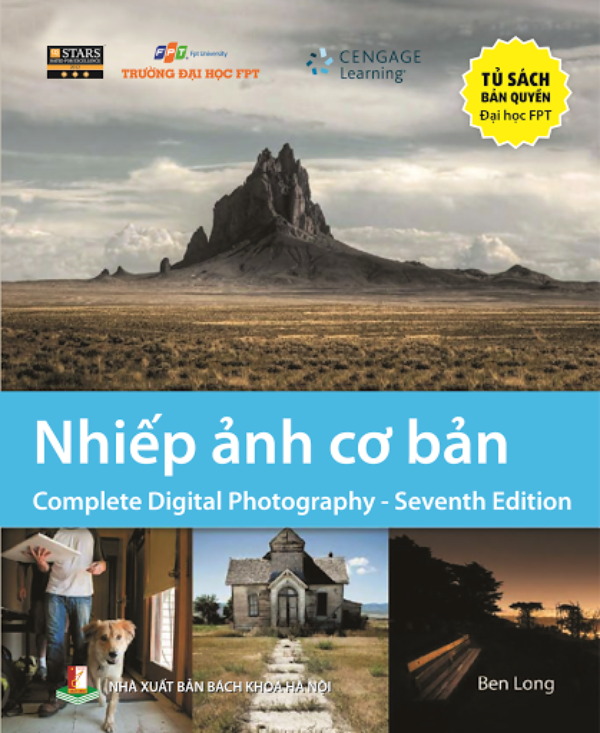 STARS
RATED FOR EXCELLENCE
FPT. Fpt University
TRƯỜNG ĐẠI HỌC FPT
CENGAGE
Learning
TỦ SÁCH
BẢN QUYỀN
Đại học FPT
Nhiếp ảnh cơ bản
Complete Digital Photography - Seventh Edition
NHÀ XUẤT BẢN BÁCH KHOA HÀ NỘI
Ben Long